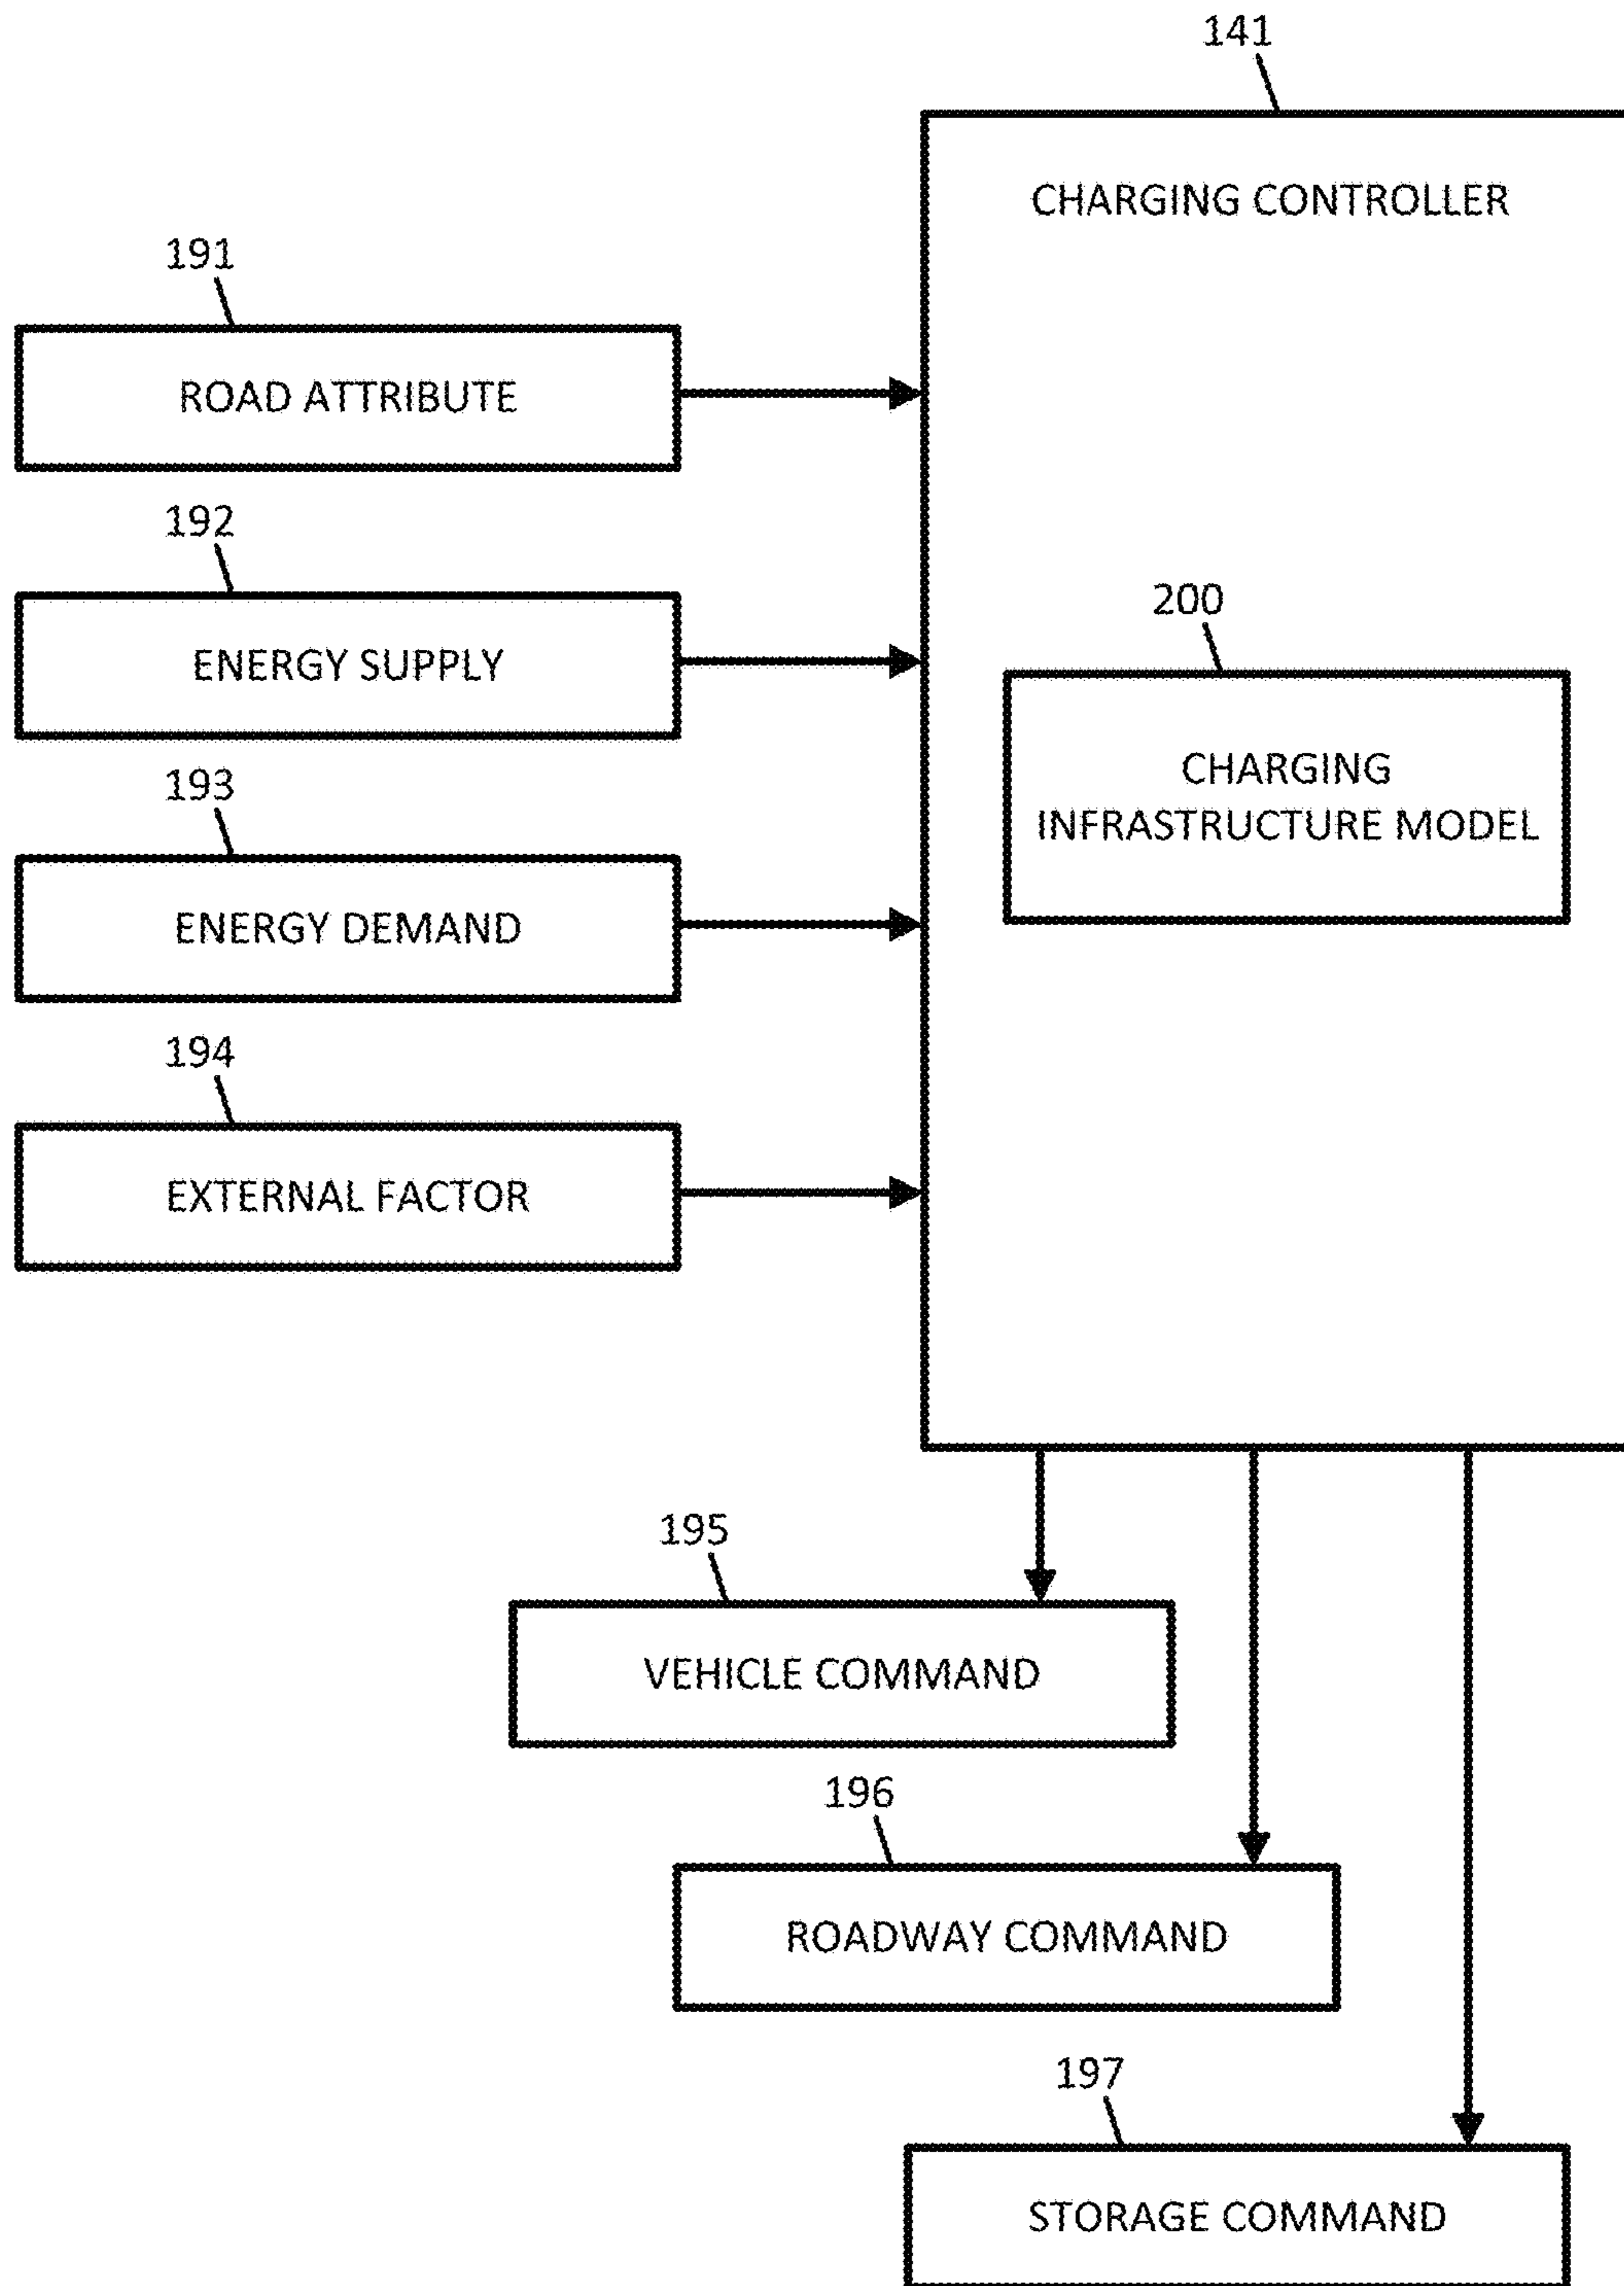 141
CHARGING CONTROLLER
191
ROAD ATTRIBUTE
192
ENERGY SUPPLY
200
CHARGING
INFRASTRUCTURE MODEL
193
ENERGY DEMAND
194
EXTERNAL FACTOR
195
VEHICLE COMMAND
196
ROADWAY COMMAND
197
STORAGE COMMAND